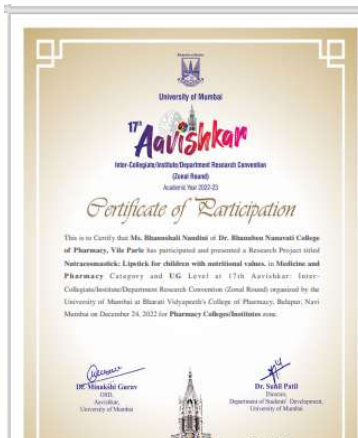 University of Mumbai
17th
Aavishkar
Inter-Collegiate/Institute/Department Research Convention
(Zonal Round)
Academic Year 2022-23
Certificate of Participation
This is to Certify that Ms. Bhanushali Nandini of Dr. Bhanuben Nanavati College
of Pharmacy, Vile Parle has participated and presented a Research Project titled
Nutracosmastick: Lipstick for children with nutritional values, in Medicine and
Pharmacy Category and UG Level at 17th Aavishkar: Inter-
Collegiate/Institute/Department Research Convention (Zonal Round) organized by the
University of Mumbai at Bharati Vidyapeeth's College of Pharmacy, Belapur, Navi
Mumbai on December 24, 2022 for Pharmacy Colleges/Institutes zone.
Dr. Minakshi Gurav
OSD,
Aavishkar,
University of Mumbai
Dr. Sunil Patil
Director,
Department of Students' Development,
University of Mumbai